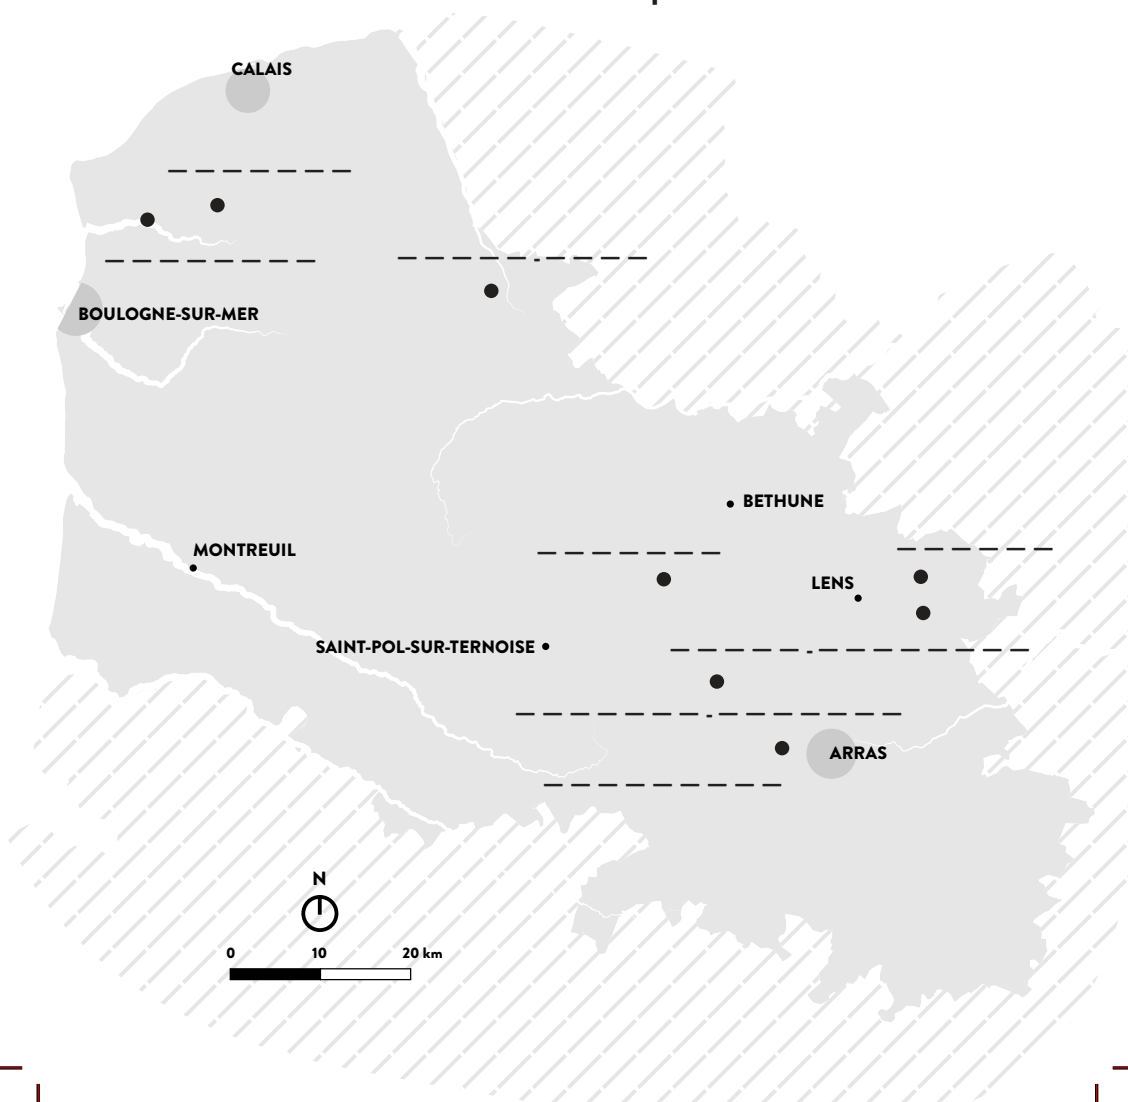 CALAIS
BOULOGNE-SUR-MER
BETHUNE
MONTREUIL
LENS
SAINT-POL-SUR-TERNOISE
ARRAS
N
0 10 20 km